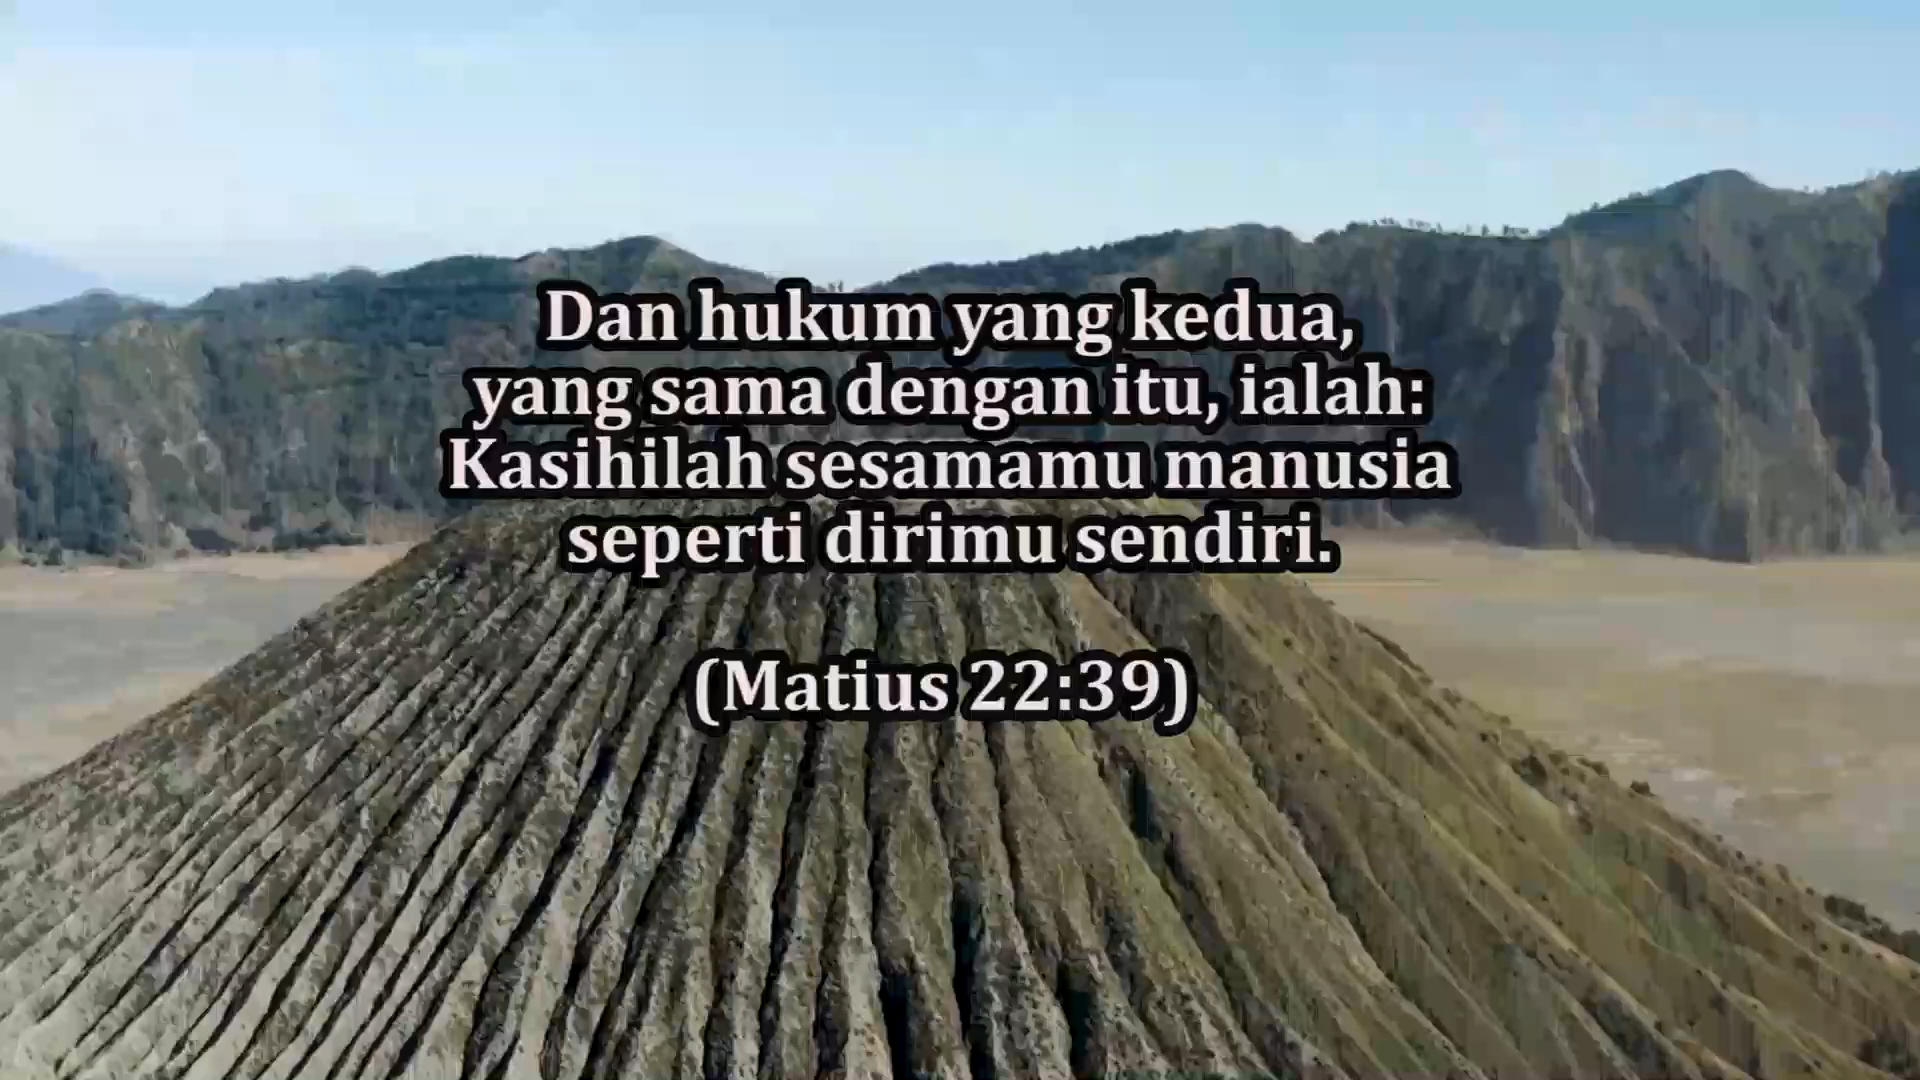 Dan hukum yang kedua,
yang sama dengan itu, ialah:
Kasihilah sesamamu manusia
seperti dirimu sendiri.
(Matius 22:39)